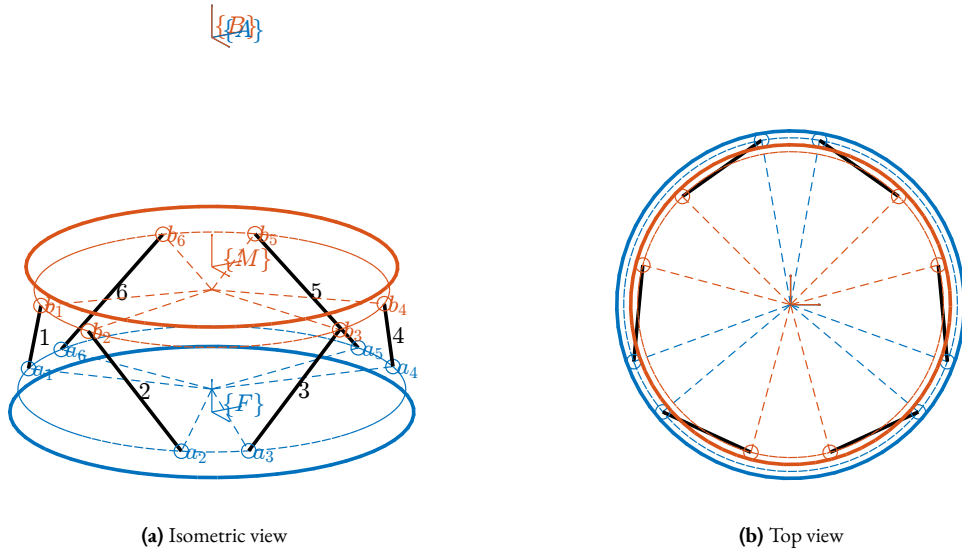 {B}
{A}
b₆
b₅
{M}
6
5
b₁
b₄
1
b₂
b₃
4
a₆
a₅
a₁
a₄
2
3
{F}
a₂
a₃
(a) Isometric view
(b) Top view